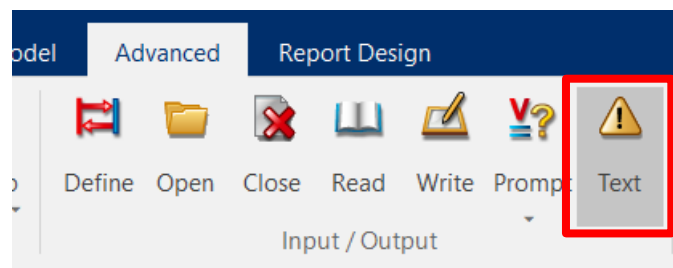 odel Advanced Report Design
Define Open Close Read Write Prompt Text
Input / Output